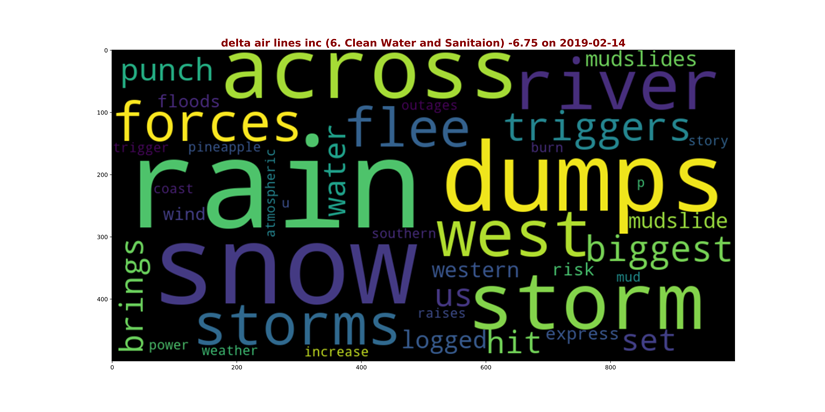 delta air lines inc (6. Clean Water and Sanitaion) -6.75 on 2019-02-14
0
100
200
300
400
0
200
400
600
800
punch
across
mudslides
river
floods
outages
forces
flee
triggers
story
trigger
pineapple
burn
rain
water
dumps
atmospheric
coast
p
u
wind
mudslide
southern
west
biggest
snow
brings
western
risk
mud
us
storm
storms
raises
logged
hit
express
set
power
weather
increase